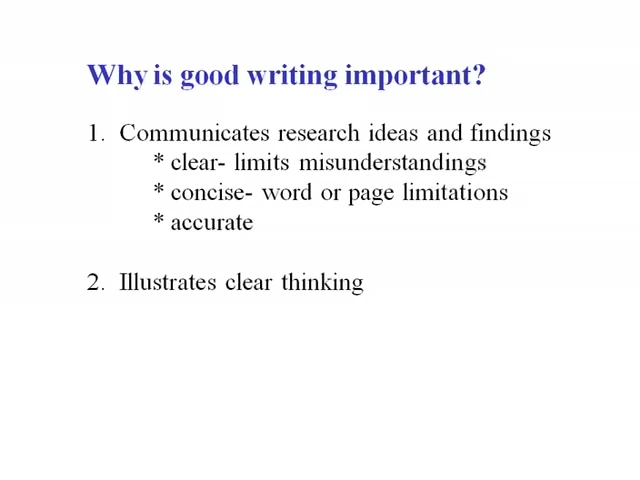 Why is good writing important?
1. Communicates research ideas and findings
* clear- limits misunderstandings
* concise- word or page limitations
* accurate
2. Illustrates clear thinking